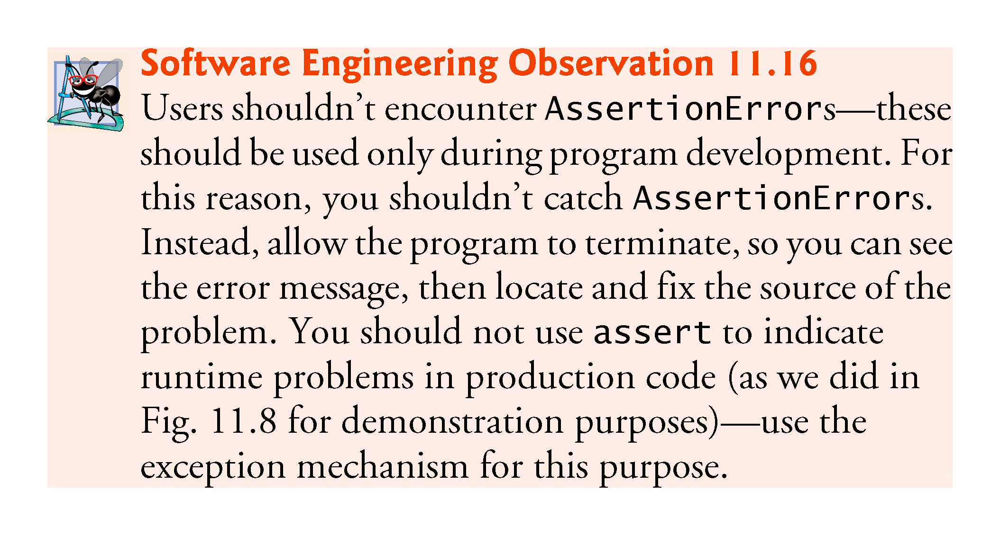 Software Engineering Observation 11.16
Users shouldn’t encounter AssertionErrors—these
should be used only during program development. For
this reason, you shouldn’t catch AssertionErrors.
Instead, allow the program to terminate, so you can see
the error message, then locate and fix the source of the
problem. You should not use assert to indicate
runtime problems in production code (as we did in
Fig. 11.8 for demonstration purposes)—use the
exception mechanism for this purpose.